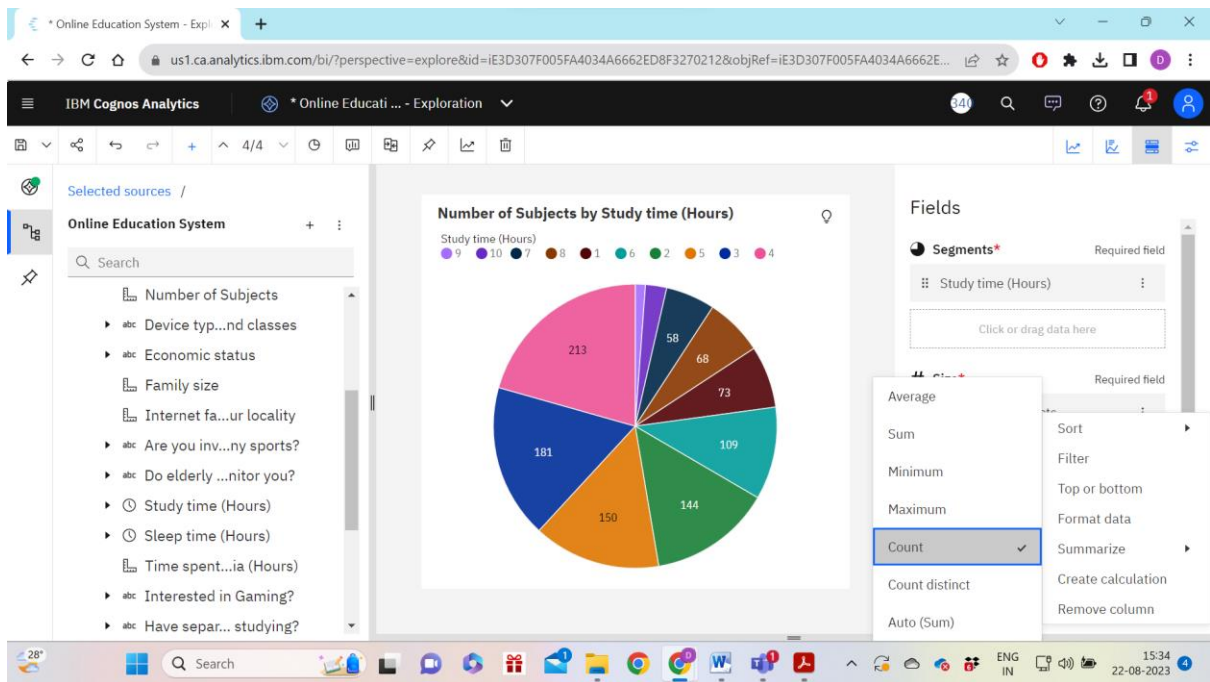 * Online Education System - Expl
us1.ca.analytics.ibm.com/bi/?perspective=explore&id=iE3D307F005FA4034A6662ED8F3270212&objRef=iE3D307F005FA4034A6662E...
D
IBM Cognos Analytics
* Online Educati ... - Exploration
340
1
4/4
Selected sources /
Online Education System
Search
Number of Subjects
abc Device typ...nd classes
abc Economic status
Family size
Internet fa...ur locality
abc Are you inv...ny sports?
abc Do elderly ...nitor you?
Study time (Hours)
Sleep time (Hours)
Time spent...ia (Hours)
abc Interested in Gaming?
abc Have separ... studying?
Number of Subjects by Study time (Hours)
Study time (Hours)
9 10 7 8 1 6 2 5 3 4
58
68
73
109
144
150
181
213
Fields
Segments* Required field
Study time (Hours)
Click or drag data here
Required field
Average
Sum
Minimum
Maximum
Count
Count distinct
Auto (Sum)
Sort
Filter
Top or bottom
Format data
Summarize
Create calculation
Remove column
28°
Search
ENG
IN
15:34
22-08-2023
4